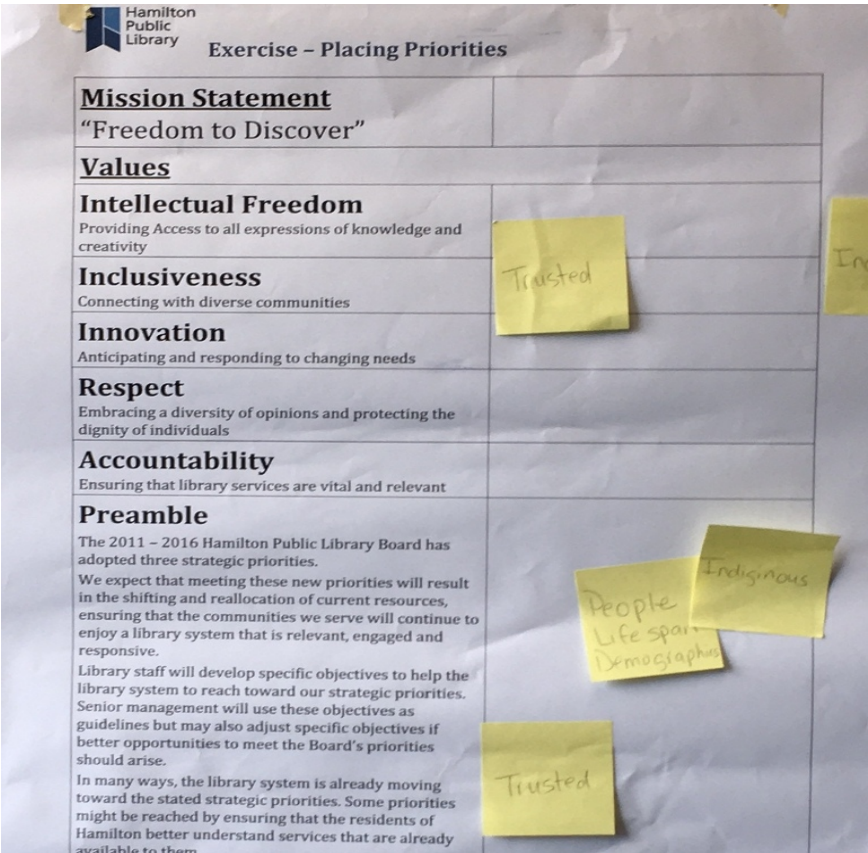 Hamilton
Public
Library
Exercise – Placing Priorities
Mission Statement
“Freedom to Discover”
Values
Intellectual Freedom
Providing Access to all expressions of knowledge and
creativity
Trusted
Inclusiveness
Connecting with diverse communities
Innovation
Anticipating and responding to changing needs
Respect
Embracing a diversity of opinions and protecting the
dignity of individuals
Accountability
Ensuring that library services are vital and relevant
Preamble
The 2011 – 2016 Hamilton Public Library Board has
adopted three strategic priorities.
We expect that meeting these new priorities will result
in the shifting and reallocation of current resources,
ensuring that the communities we serve will continue to
enjoy a library system that is relevant, engaged and
responsive.
Library staff will develop specific objectives to help the
library system to reach toward our strategic priorities.
Senior management will use these objectives as
guidelines but may also adjust specific objectives if
better opportunities to meet the Board’s priorities
should arise.
In many ways, the library system is already moving
toward the stated strategic priorities. Some priorities
might be reached by ensuring that the residents of
Hamilton better understand services that are already
available to them
Indiginous
People
Life span
Demographics
Trusted